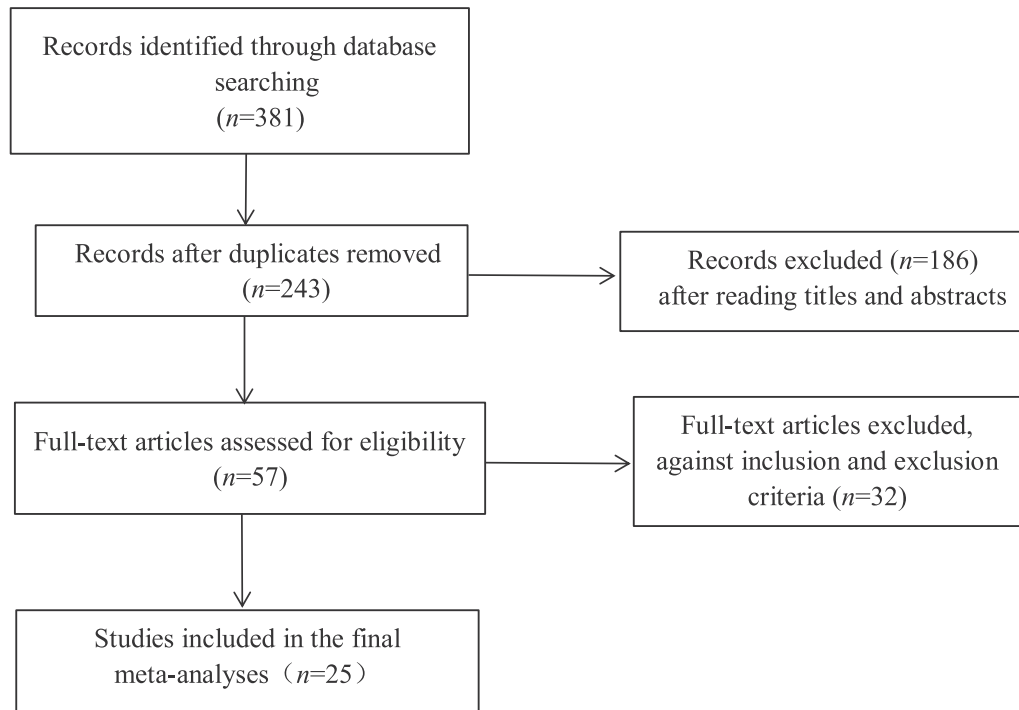 Records identified through database
searching
(n=381)
Records after duplicates removed
(n=243)
Records excluded (n=186)
after reading titles and abstracts
Full-text articles assessed for eligibility
(n=57)
Full-text articles excluded,
against inclusion and exclusion
criteria (n=32)
Studies included in the final
meta-analyses（n=25）